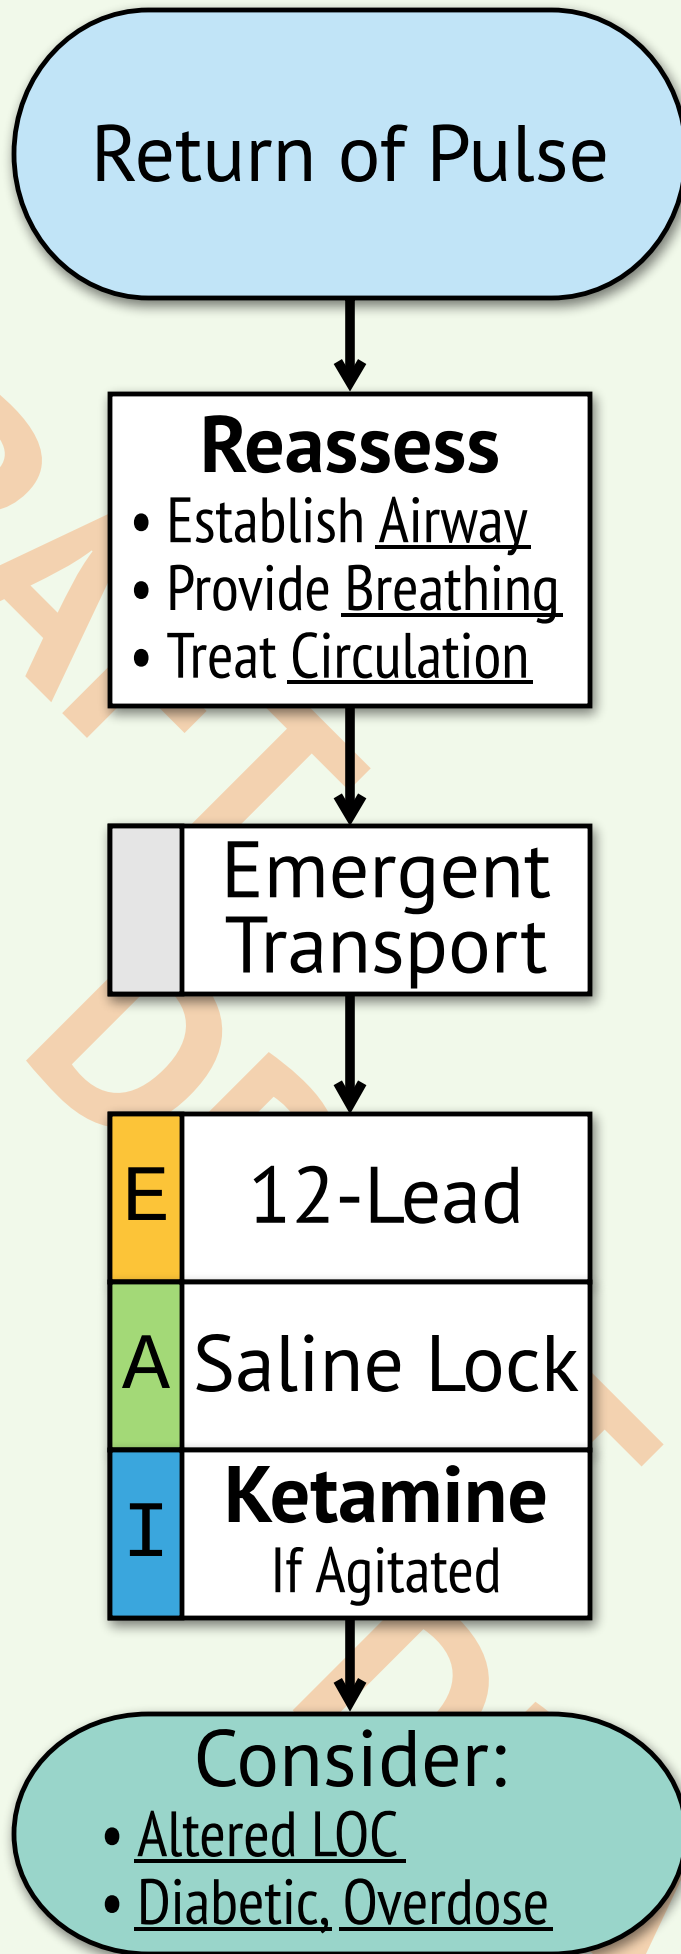 Return of Pulse
Reassess
• Establish Airway
• Provide Breathing
• Treat Circulation
Emergent
Transport
E 12-Lead
A Saline Lock
I Ketamine
If Agitated
Consider:
• Altered LOC
• Diabetic, Overdose
DRAFT